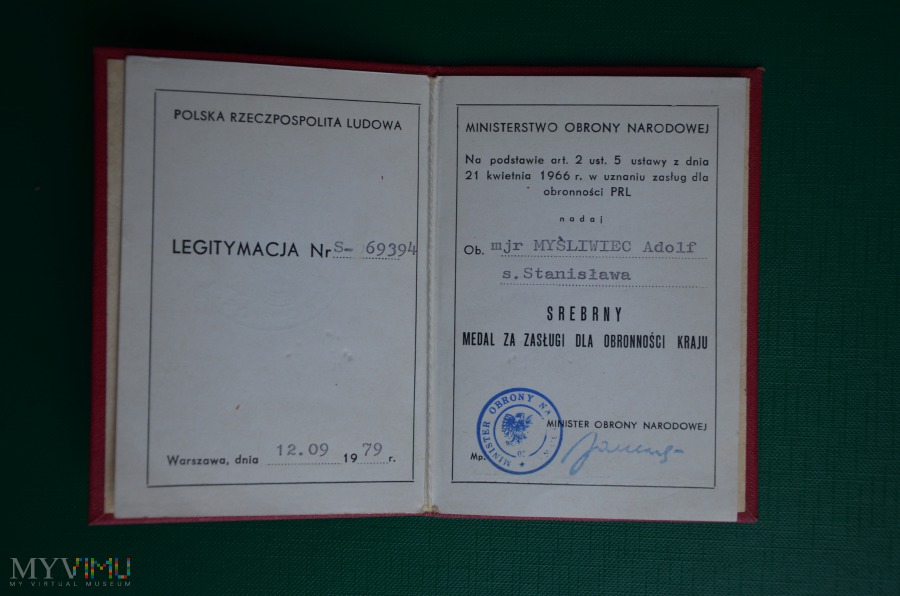 POLSKA RZECZPOSPOLITA LUDOWA
LEGITYMACJA Nr S- 69394
Warszawa, dnia 12.09 1979 r.
MINISTERSTWO OBRONY NARODOWEJ
Na podstawie art. 2 ust. 5 ustawy z dnia
21 kwietnia 1966 r. w uznaniu zasług dla
obronności PRL
nadaj
Ob. mjr MYŚLIWIEC Adolf
s.Stanisława
SREBRNY
MEDAL ZA ZASŁUGI DLA OBRONNOŚCI KRAJU
MINISTER OBRONY
MINISTER OBRONY NARODOWEJ
Mp.
MYVIMU
MY VIRTUAL MUSEUM